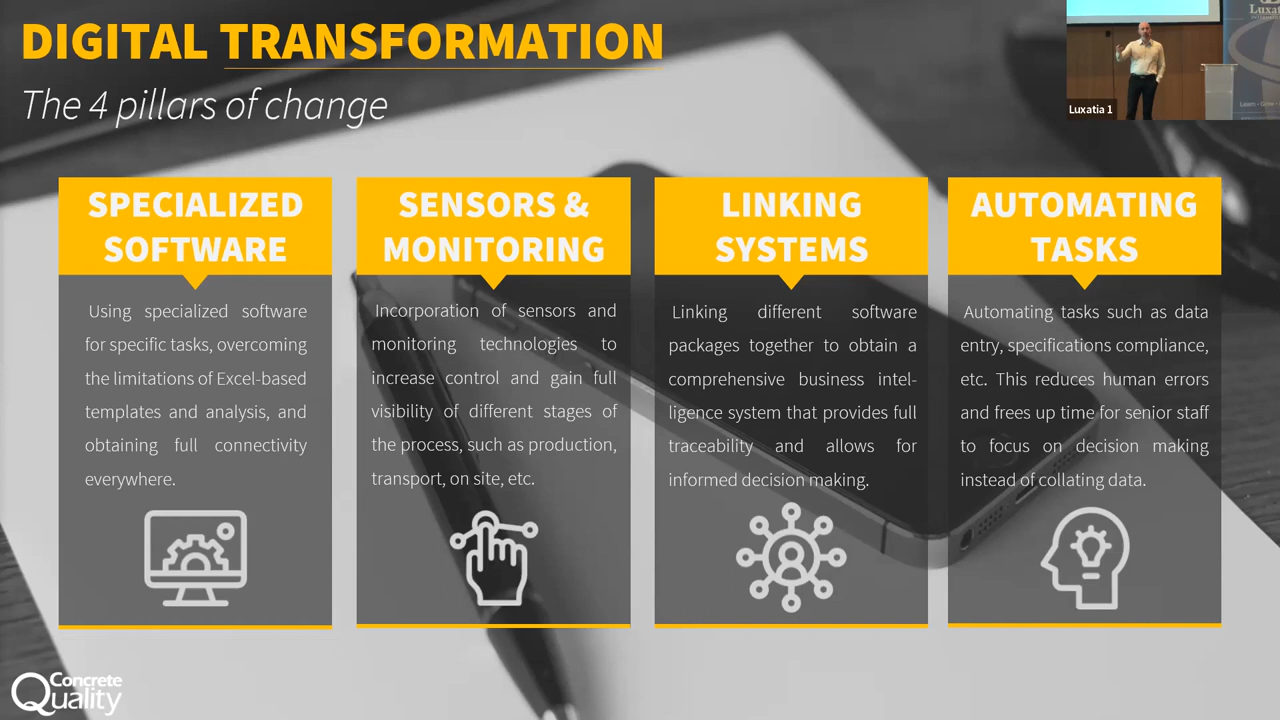 DIGITAL TRANSFORMATION
The 4 pillars of change
Luxatia 1
SPECIALIZED
SOFTWARE
Using specialized software
for specific tasks, overcoming
the limitations of Excel-based
templates and analysis, and
obtaining full connectivity
everywhere.
SENSORS &
MONITORING
Incorporation of sensors and
monitoring technologies to
increase control and gain full
visibility of different stages of
the process, such as production,
transport, on site, etc.
LINKING
SYSTEMS
Linking different software
packages together to obtain a
comprehensive business intel-
ligence system that provides full
traceability and allows for
informed decision making.
AUTOMATING
TASKS
Automating tasks such as data
entry, specifications compliance,
etc. This reduces human errors
and frees up time for senior staff
to focus on decision making
instead of collating data.
Concrete
Quality